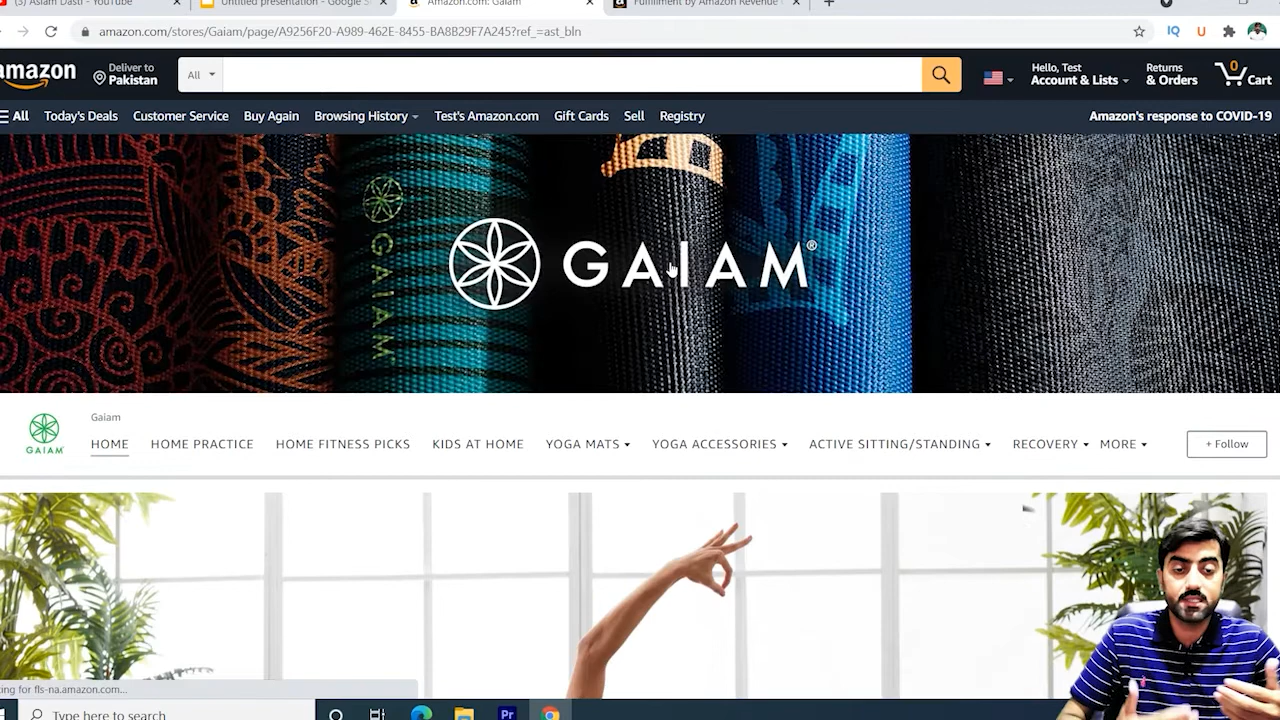 (3) Aslam Dasti - YouTube
Untitled presentation - Google S
Amazon.com: Gaiam
Fulfillment by Amazon Revenue
amazon.com/stores/Gaiam/page/A9256F20-A989-462E-8455-BA8B29F7A245?ref_=ast_bln
amazon
Deliver to
Pakistan
All
Hello, Test
Account & Lists
Returns
& Orders
0
Cart
All
Today's Deals
Customer Service
Buy Again
Browsing History
Test's Amazon.com
Gift Cards
Sell
Registry
Amazon's response to COVID-19
GAIAM
GAIAM®
GAIAM
Gaiam
HOME
HOME PRACTICE
HOME FITNESS PICKS
KIDS AT HOME
YOGA MATS
YOGA ACCESSORIES
ACTIVE SITTING/STANDING
RECOVERY
MORE
+ Follow
ing for fls-na.amazon.com...
Type here to search
Pr